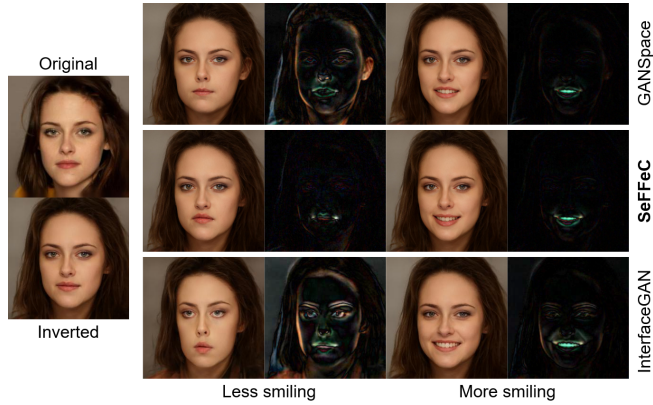 Original
Inverted
GANSpace
SeFFeC
InterfaceGAN
Less smiling
More smiling